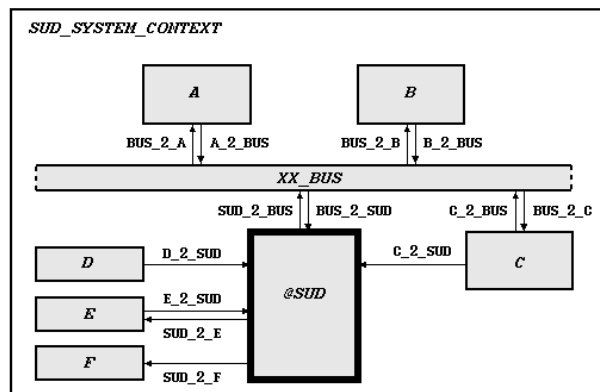 SUD_SYSTEM_CONTEXT
A
B
BUS_2_A
A_2_BUS
BUS_2_B
B_2_BUS
XX_BUS
SUD_2_BUS
BUS_2_SUD
C_2_BUS
BUS_2_C
D
D_2_SUD
@SUD
C_2_SUD
C
E
E_2_SUD
SUD_2_E
F
SUD_2_F